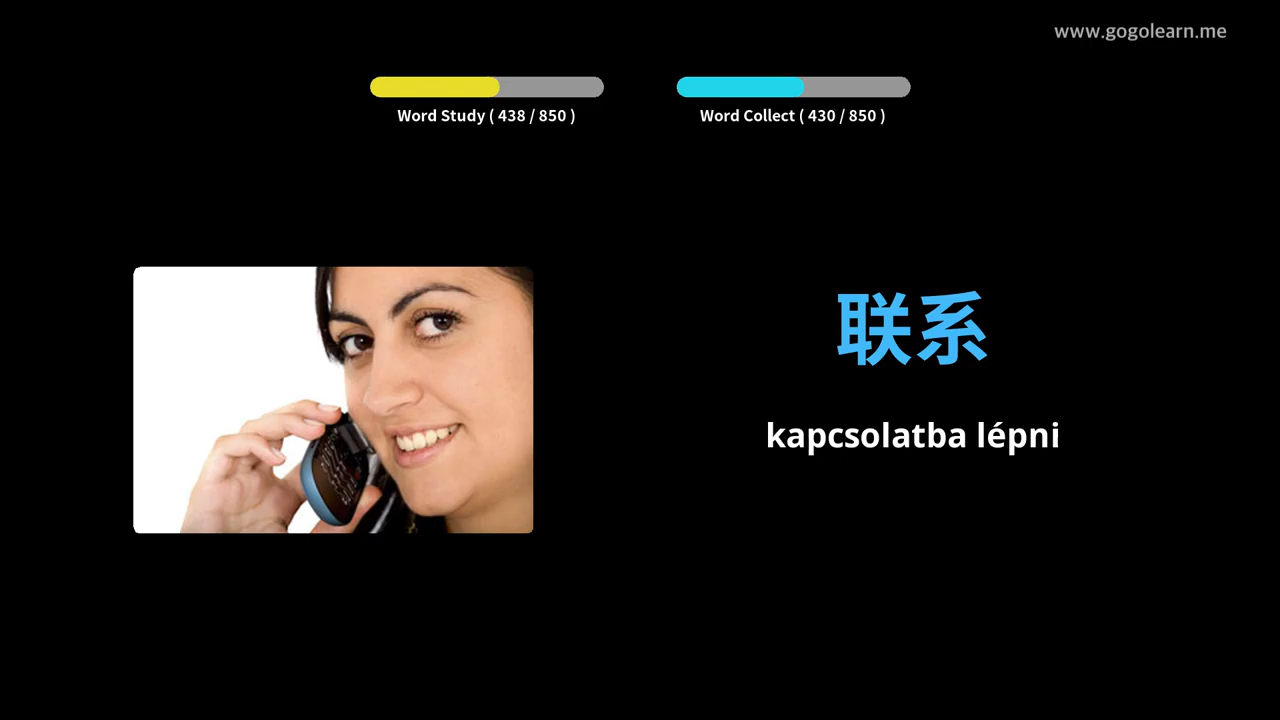 www.gogolearn.me
Word Study ( 438 / 850 )
Word Collect ( 430 / 850 )
联系
kapcsolatba lépni